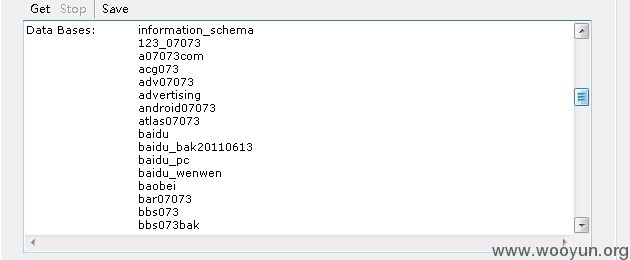 Get Stop Save
Data Bases: information_schema
123_07073
a07073com
acg073
adv07073
advertising
android07073
atlas07073
baidu
baidu_bak20110613
baidu_pc
baidu_wenwen
baobei
bar07073
bbs073
bbs073bak
www.wooyun.org